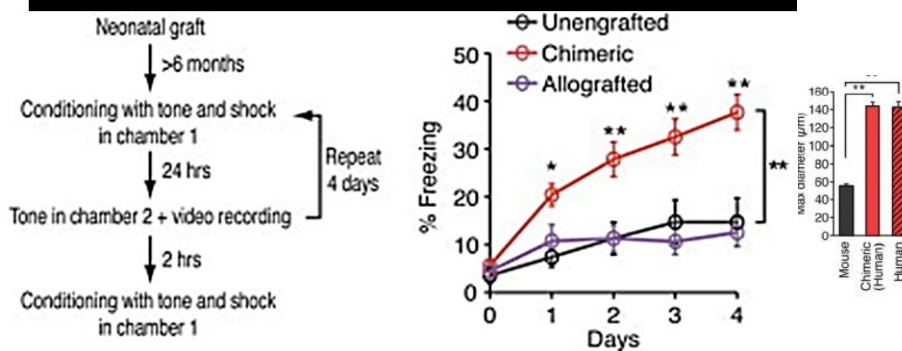 Neonatal graft
>6 months
Conditioning with tone and shock
in chamber 1
24 hrs
Repeat
4 days
Tone in chamber 2 + video recording
2 hrs
Conditioning with tone and shock
in chamber 1
Unengrafted
Chimeric
Allografted
% Freezing
50
40
30
20
10
0
*
**
**
**
**
0 1 2 3 4
Days
**
Max diameter (μm)
160
140
120
100
80
60
40
20
0
Mouse
Chimeric
(Human)
Human